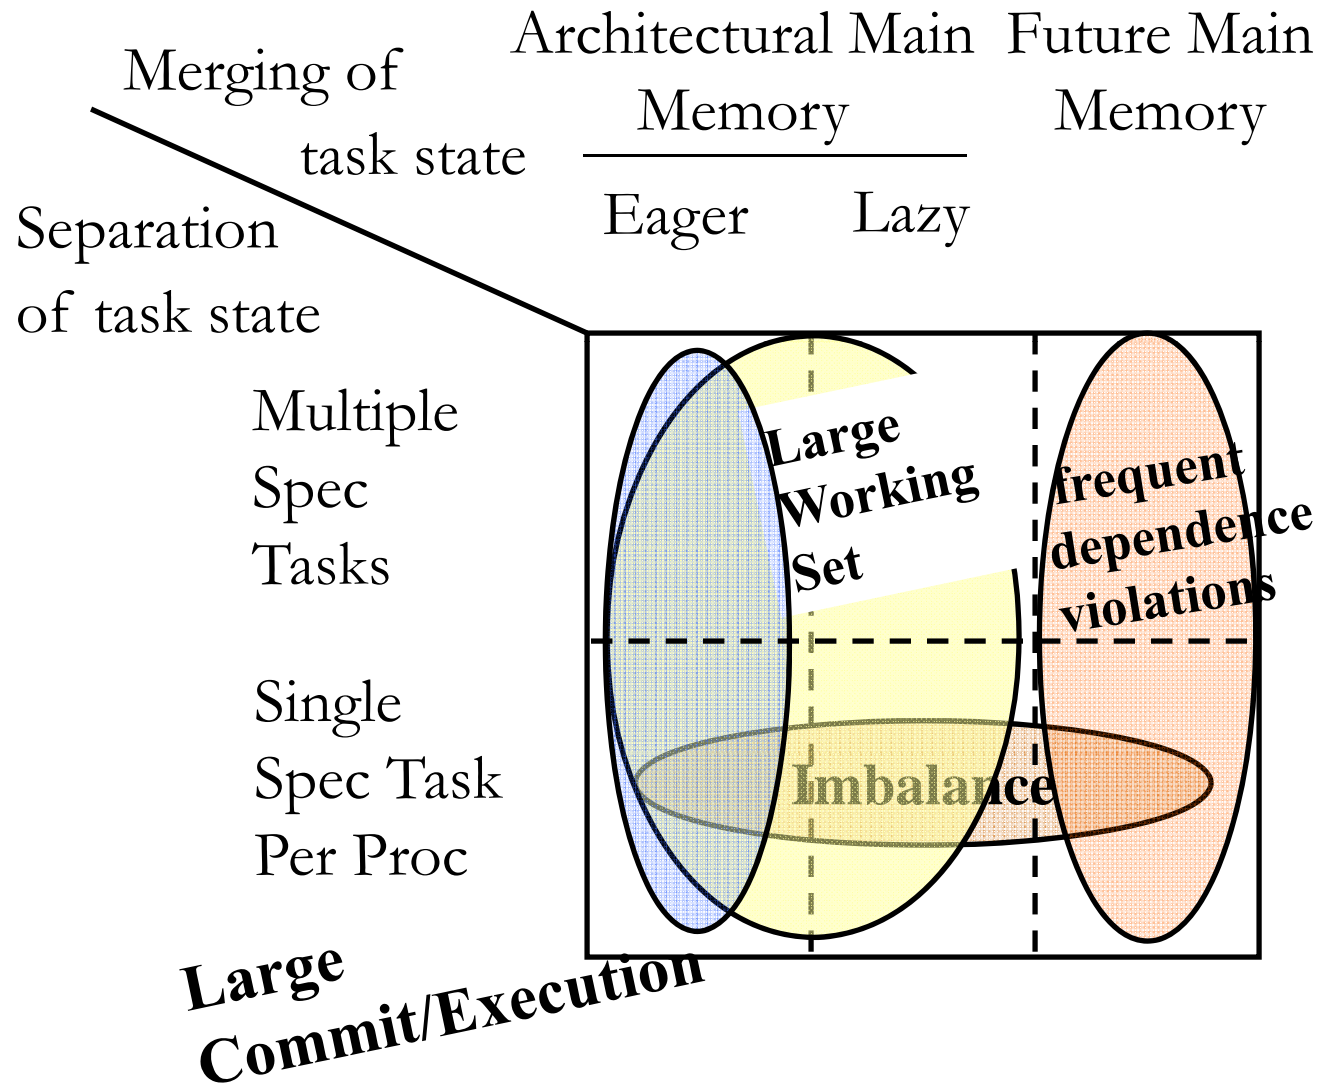 Merging of
task state
Separation
of task state
Architectural Main
Memory
Future Main
Memory
Eager
Lazy
Multiple
Spec
Tasks
Single
Spec Task
Per Proc
Large
Working
Set
frequent
dependence
violations
Imbalance
Large
Commit/Execution